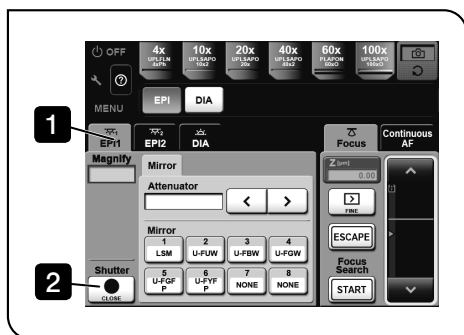 OFF
4x
UPLFLN
4xPh
10x
UPLSAPO
10x2
20x
UPLSAPO
20x
40x
UPLSAPO
40x2
60x
PLAPON
60xO
100x
UPLSAPO
100xO
MENU
EPI
DIA
1
EPI1
EPI2
DIA
Focus
Continuous
AF
Magnify
Mirror
Attenuator
Z [μm]
0.00
FINE
ESCAPE
Mirror
1
LSM
2
U-FUW
3
U-FBW
4
U-FGW
5
U-FGF
P
6
U-FYF
P
7
NONE
8
NONE
Focus
Search
START
2
Shutter
CLOSE